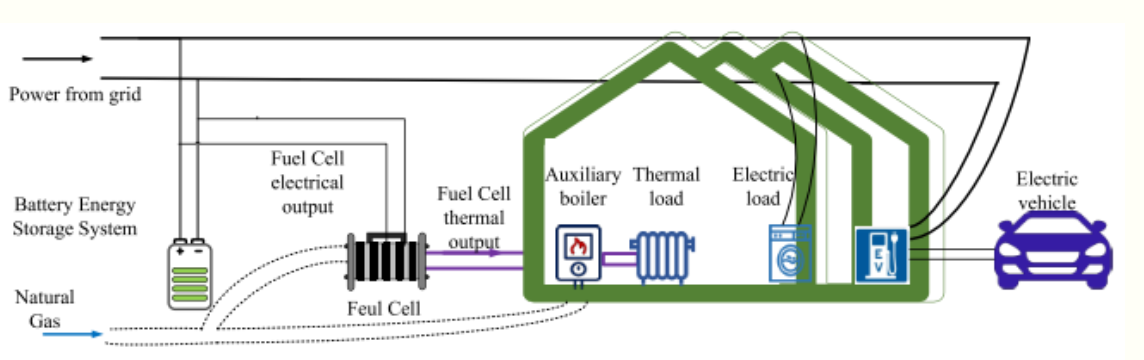 Power from grid
Fuel Cell
electrical
output
Battery Energy
Storage System
Fuel Cell
thermal
output
Auxiliary
boiler
Thermal
load
Electric
load
Electric
vehicle
+ -
E
V
Natural
Gas
Feul Cell